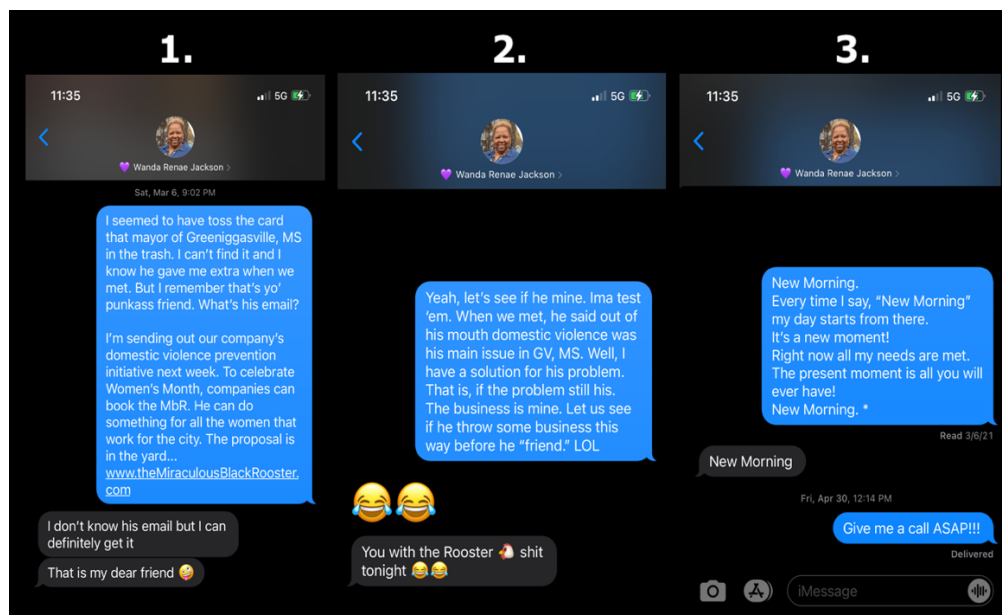 1.
11:35
5G
Wanda Renae Jackson >
Sat, Mar 6, 9:02 PM
I seemed to have toss the card
that mayor of Greeniggasville, MS
in the trash. I can't find it and I
know he gave me extra when we
met. But I remember that's yo'
punkass friend. What's his email?
I'm sending out our company's
domestic violence prevention
initiative next week. To celebrate
Women's Month, companies can
book the MbR. He can do
something for all the women that
work for the city. The proposal is
in the yard...
www.theMiraculousBlackRooster.
com
I don't know his email but I can
definitely get it
That is my dear friend 🤪
2.
11:35
5G
Wanda Renae Jackson >
Yeah, let's see if he mine. Ima test
'em. When we met, he said out of
his mouth domestic violence was
his main issue in GV, MS. Well, I
have a solution for his problem.
That is, if the problem still his.
The business is mine. Let us see
if he throw some business this
way before he "friend." LOL
😂😂
You with the Rooster 🐓 shit
tonight 😂😂
3.
11:35
5G
Wanda Renae Jackson >
New Morning.
Every time I say, "New Morning"
my day starts from there.
It's a new moment!
Right now all my needs are met.
The present moment is all you will
ever have!
New Morning. *
Read 3/6/21
New Morning
Fri, Apr 30, 12:14 PM
Give me a call ASAP!!!
Delivered
iMessage